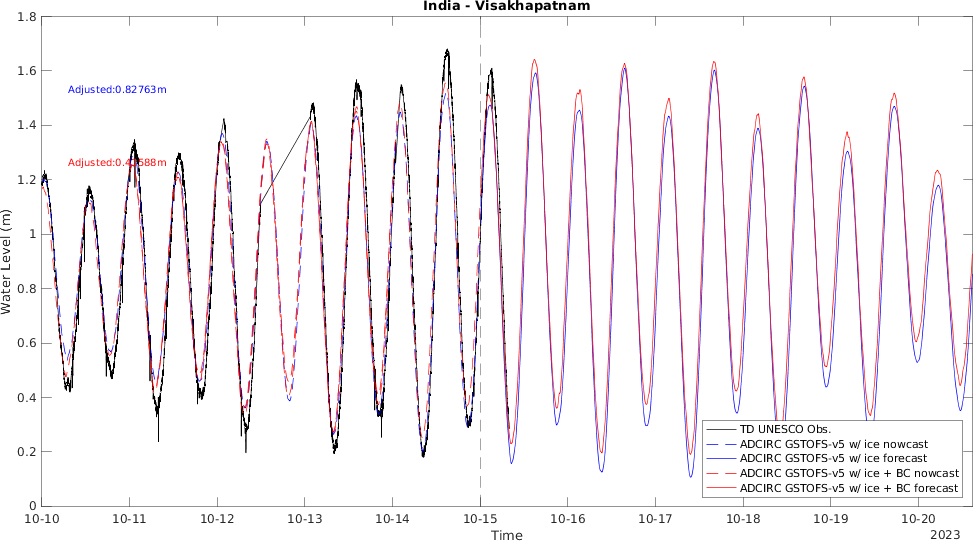 India - Visakhapatnam
1.8
1.6
1.4
1.2
1
0.8
0.6
0.4
0.2
0
Water Level (m)
Adjusted:0.82763m
10-10
10-11
10-12
10-13
10-14
10-15
10-16
10-17
10-18
10-19
10-20
Time
2023
TD UNESCO Obs.
ADCIRC GSTOFS-v5 w/ ice nowcast
ADCIRC GSTOFS-v5 w/ ice forecast
ADCIRC GSTOFS-v5 w/ ice + BC nowcast
ADCIRC GSTOFS-v5 w/ ice + BC forecast